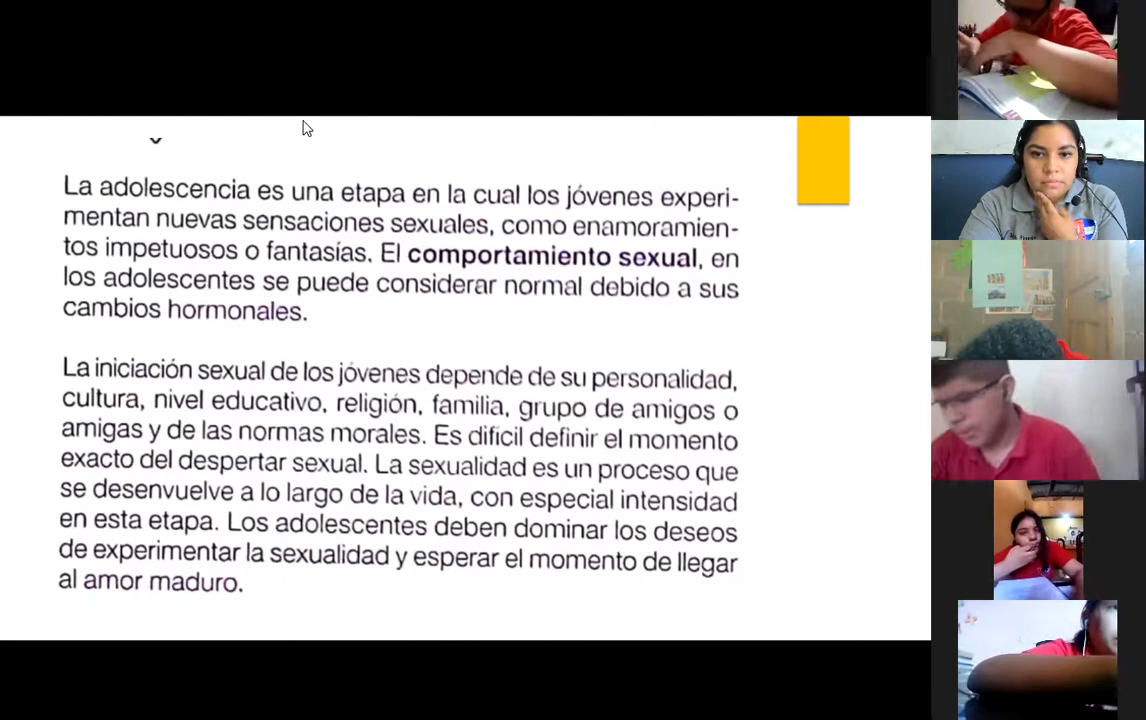 La adolescencia es una etapa en la cual los jóvenes experi-
mentan nuevas sensaciones sexuales, como enamoramien-
tos impetuosos o fantasías. El comportamiento sexual, en
los adolescentes se puede considerar normal debido a sus
cambios hormonales.
La iniciación sexual de los jóvenes depende de su personalidad,
cultura, nivel educativo, religión, familia, grupo de amigos o
amigas y de las normas morales. Es difícil definir el momento
exacto del despertar sexual. La sexualidad es un proceso que
se desenvuelve a lo largo de la vida, con especial intensidad
en esta etapa. Los adolescentes deben dominar los deseos
de experimentar la sexualidad y esperar el momento de llegar
al amor maduro.